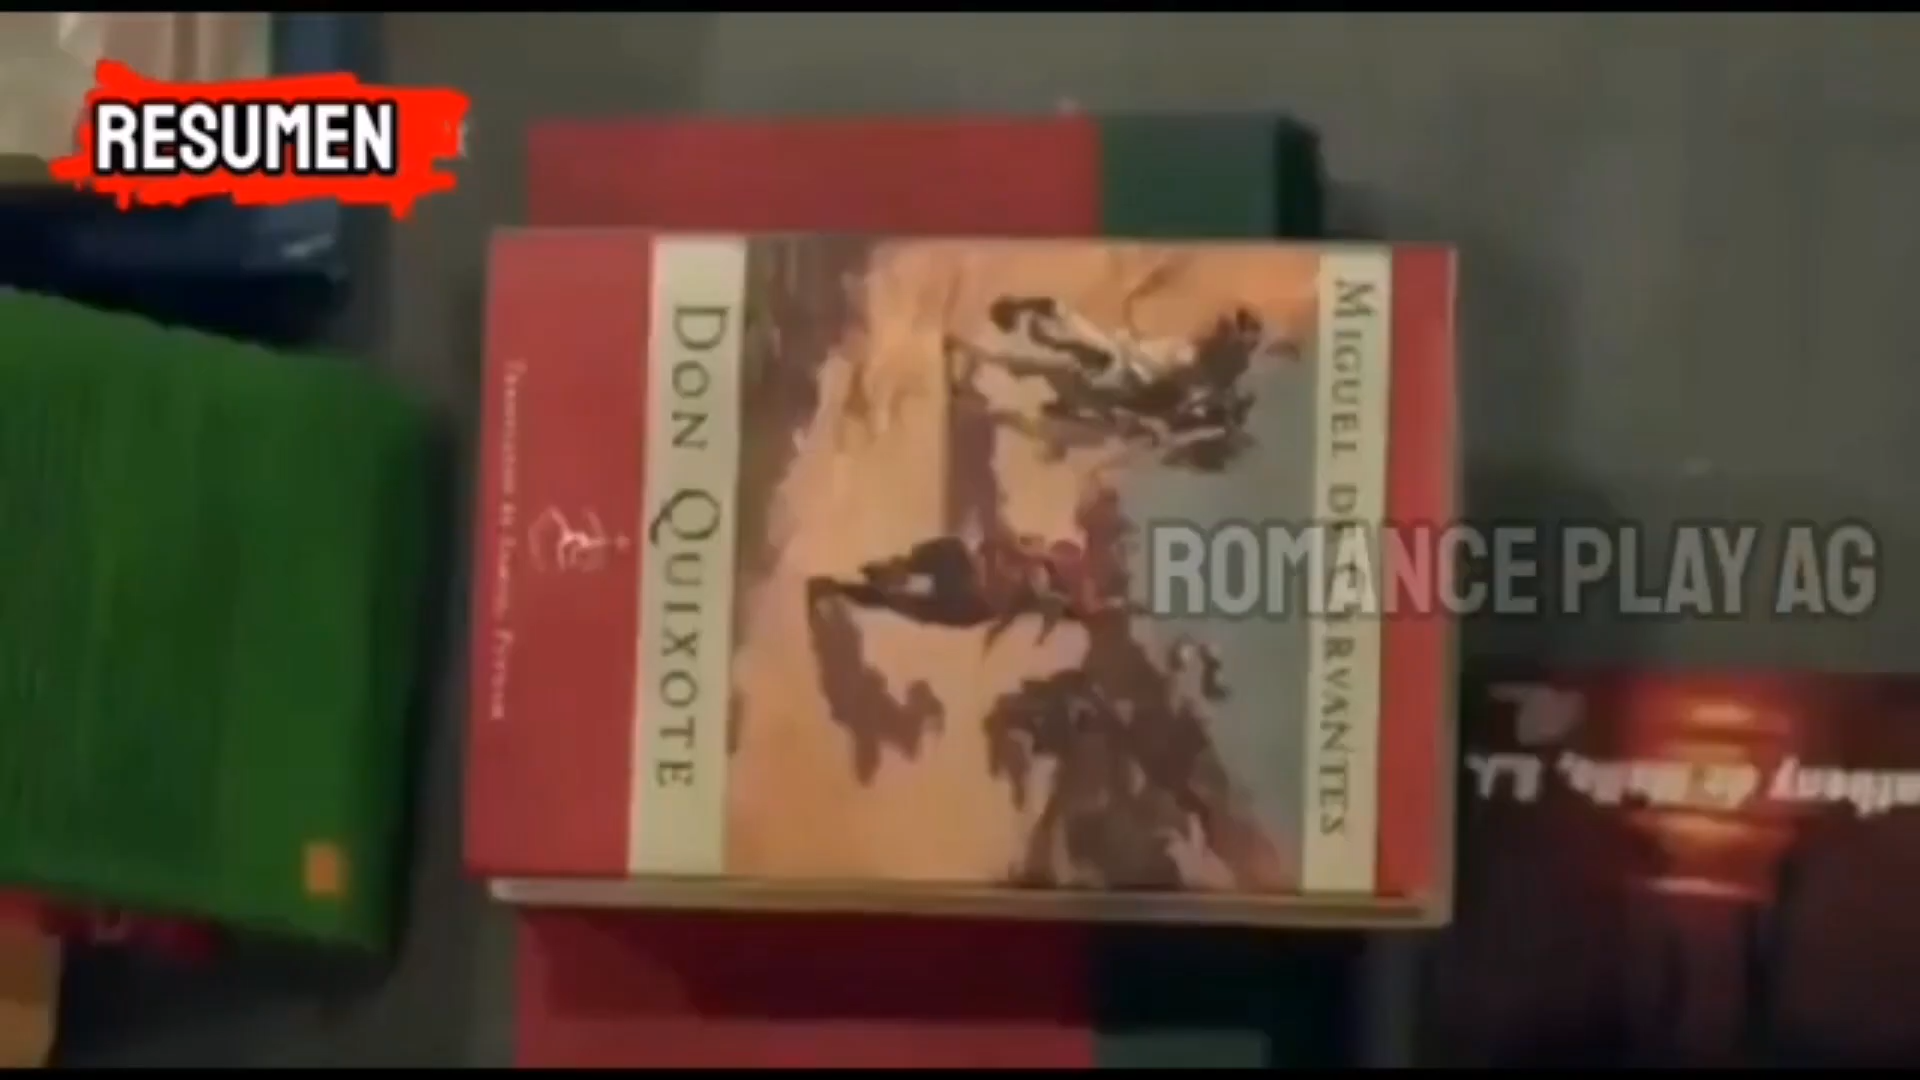 RESUMEN
MIGUEL DE CERVANTES
DON QUIXOTE
ROMANCE PLAY AG